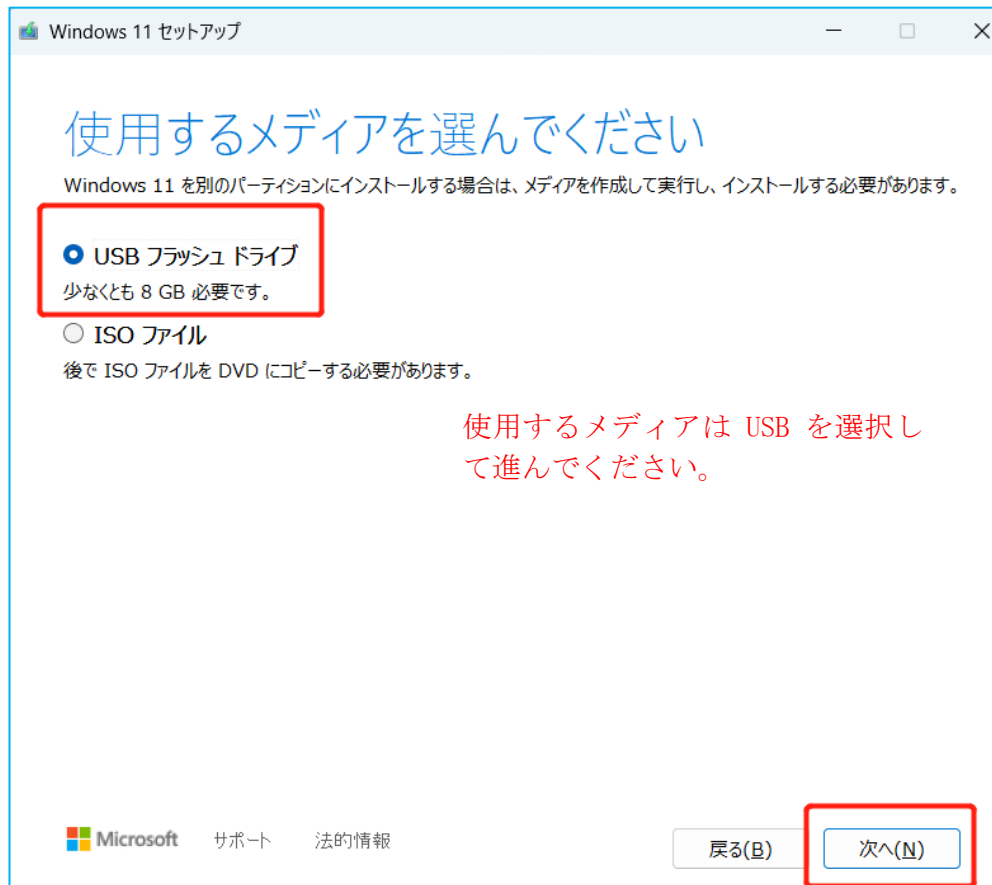 Windows 11 セットアップ
使用するメディアを選んでください
Windows 11 を別のパーティションにインストールする場合は、メディアを作成して実行し、インストールする必要があります。
USB フラッシュ ドライブ
少なくとも 8 GB 必要です。
ISO ファイル
後で ISO ファイルを DVD にコピーする必要があります。
使用するメディアは USB を選択し
て進んでください。
Microsoft サポート 法的情報 戻る(B) 次へ(N)